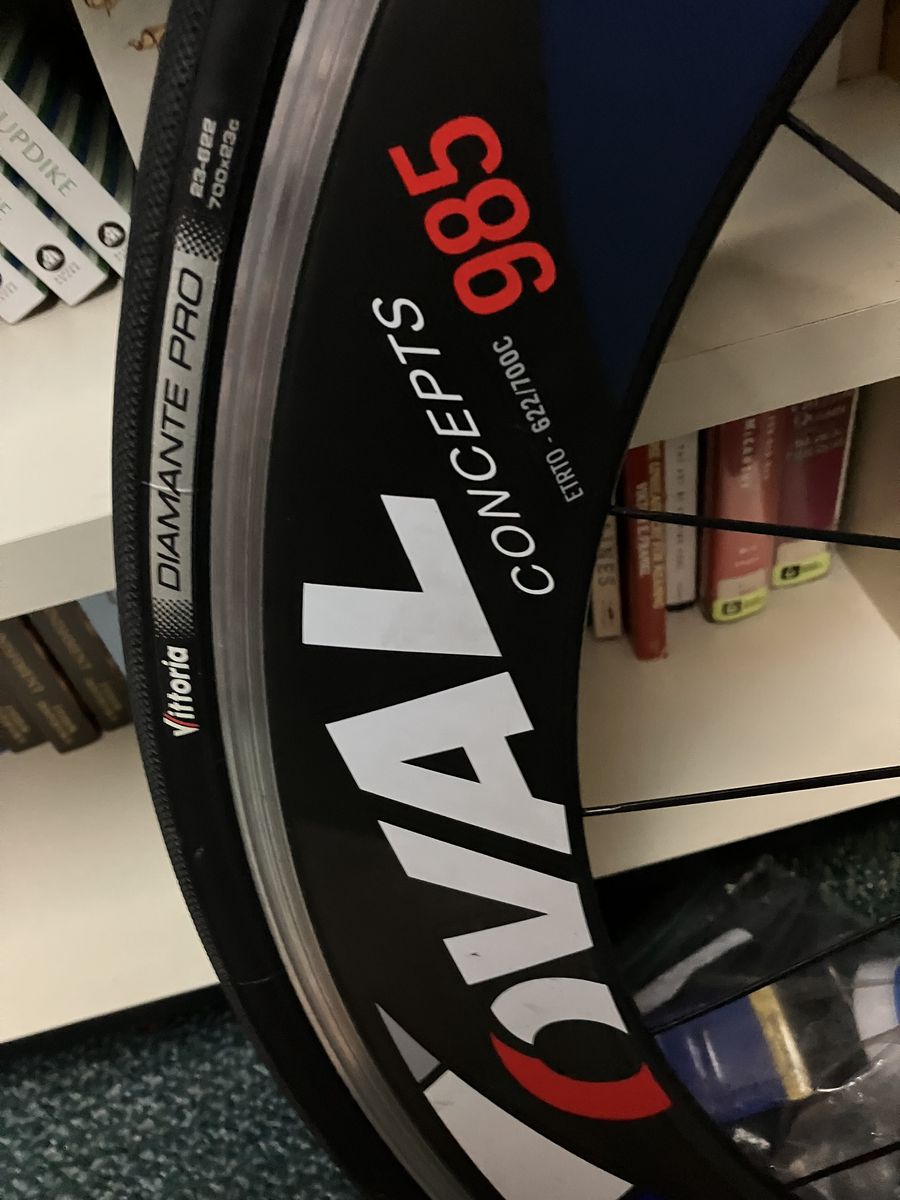 OVAL
CONCEPTS
985
ETRTO - 622/700C
Vittoria
DIAMANTE PRO
23-622
700x23c
UPDIKE